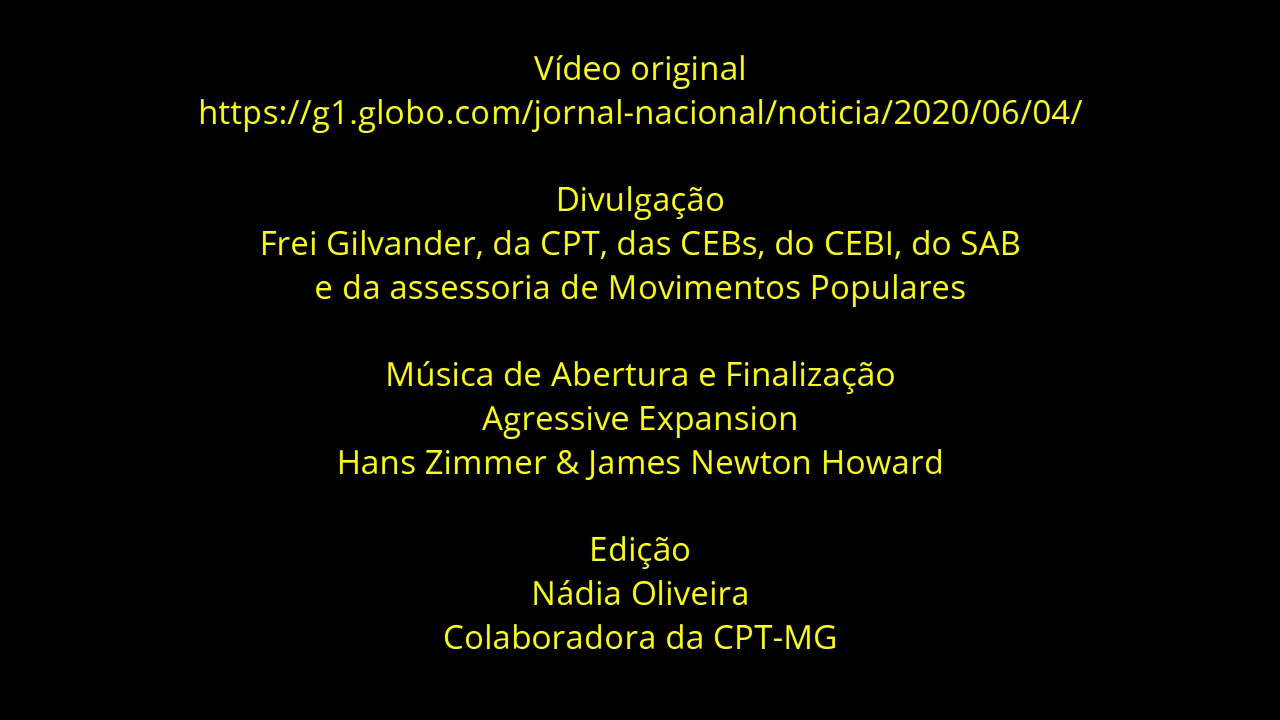 Vídeo original
https://g1.globo.com/jornal-nacional/noticia/2020/06/04/
Divulgação
Frei Gilvander, da CPT, das CEBs, do CEBI, do SAB
e da assessoria de Movimentos Populares
Música de Abertura e Finalização
Agressive Expansion
Hans Zimmer & James Newton Howard
Edição
Nádia Oliveira
Colaboradora da CPT-MG